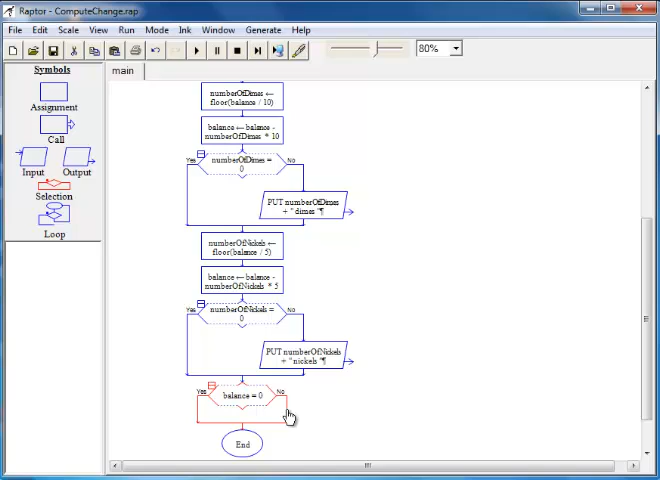 Raptor - ComputeChange.rap
File Edit Scale View Run Mode Ink Window Generate Help
80%
Symbols
Assignment
Call
Input Output
Selection
Loop
main
numberOfDimes ←
floor(balance / 10)
balance ← balance -
numberOfDimes * 10
Yes numberOfDimes = No
0
PUT numberOfDimes
+ " dimes "¶
numberOfNickels ←
floor(balance / 5)
balance ← balance -
numberOfNickels * 5
Yes numberOfNickels = No
0
PUT numberOfNickels
+ " nickels "¶
Yes balance = 0 No
End